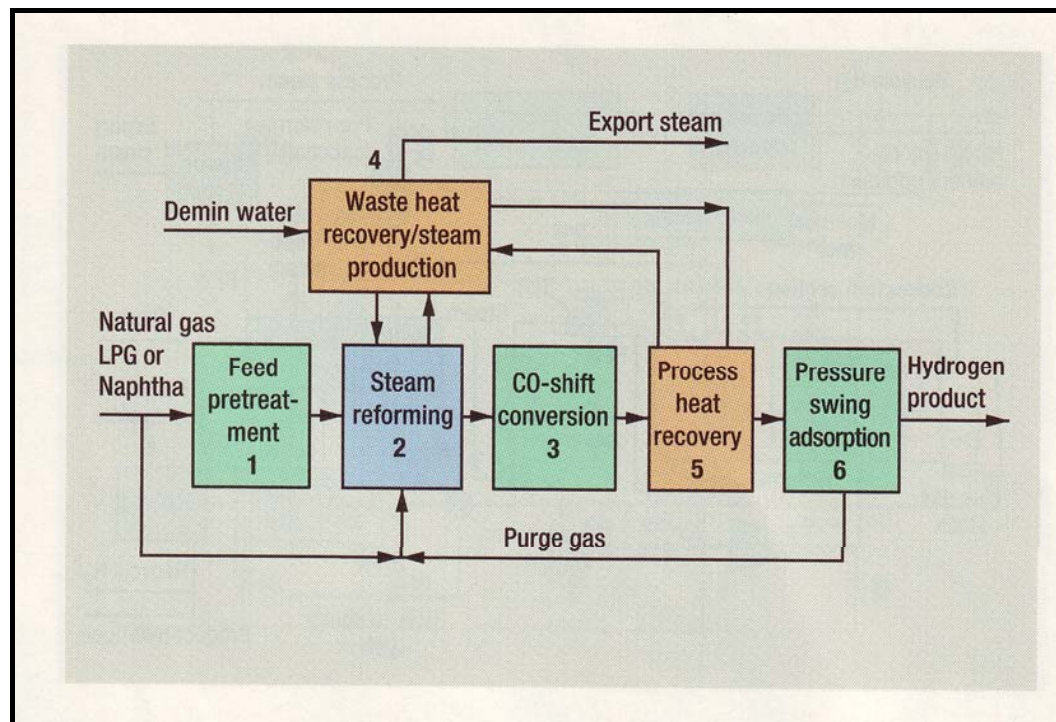 Export steam
4
Waste heat
recovery/steam
production
Demin water
Natural gas
LPG or
Naphtha
Feed
pretreat-
ment
1
Steam
reforming
2
CO-shift
conversion
3
Process
heat
recovery
5
Pressure
swing
adsorption
6
Hydrogen
product
Purge gas